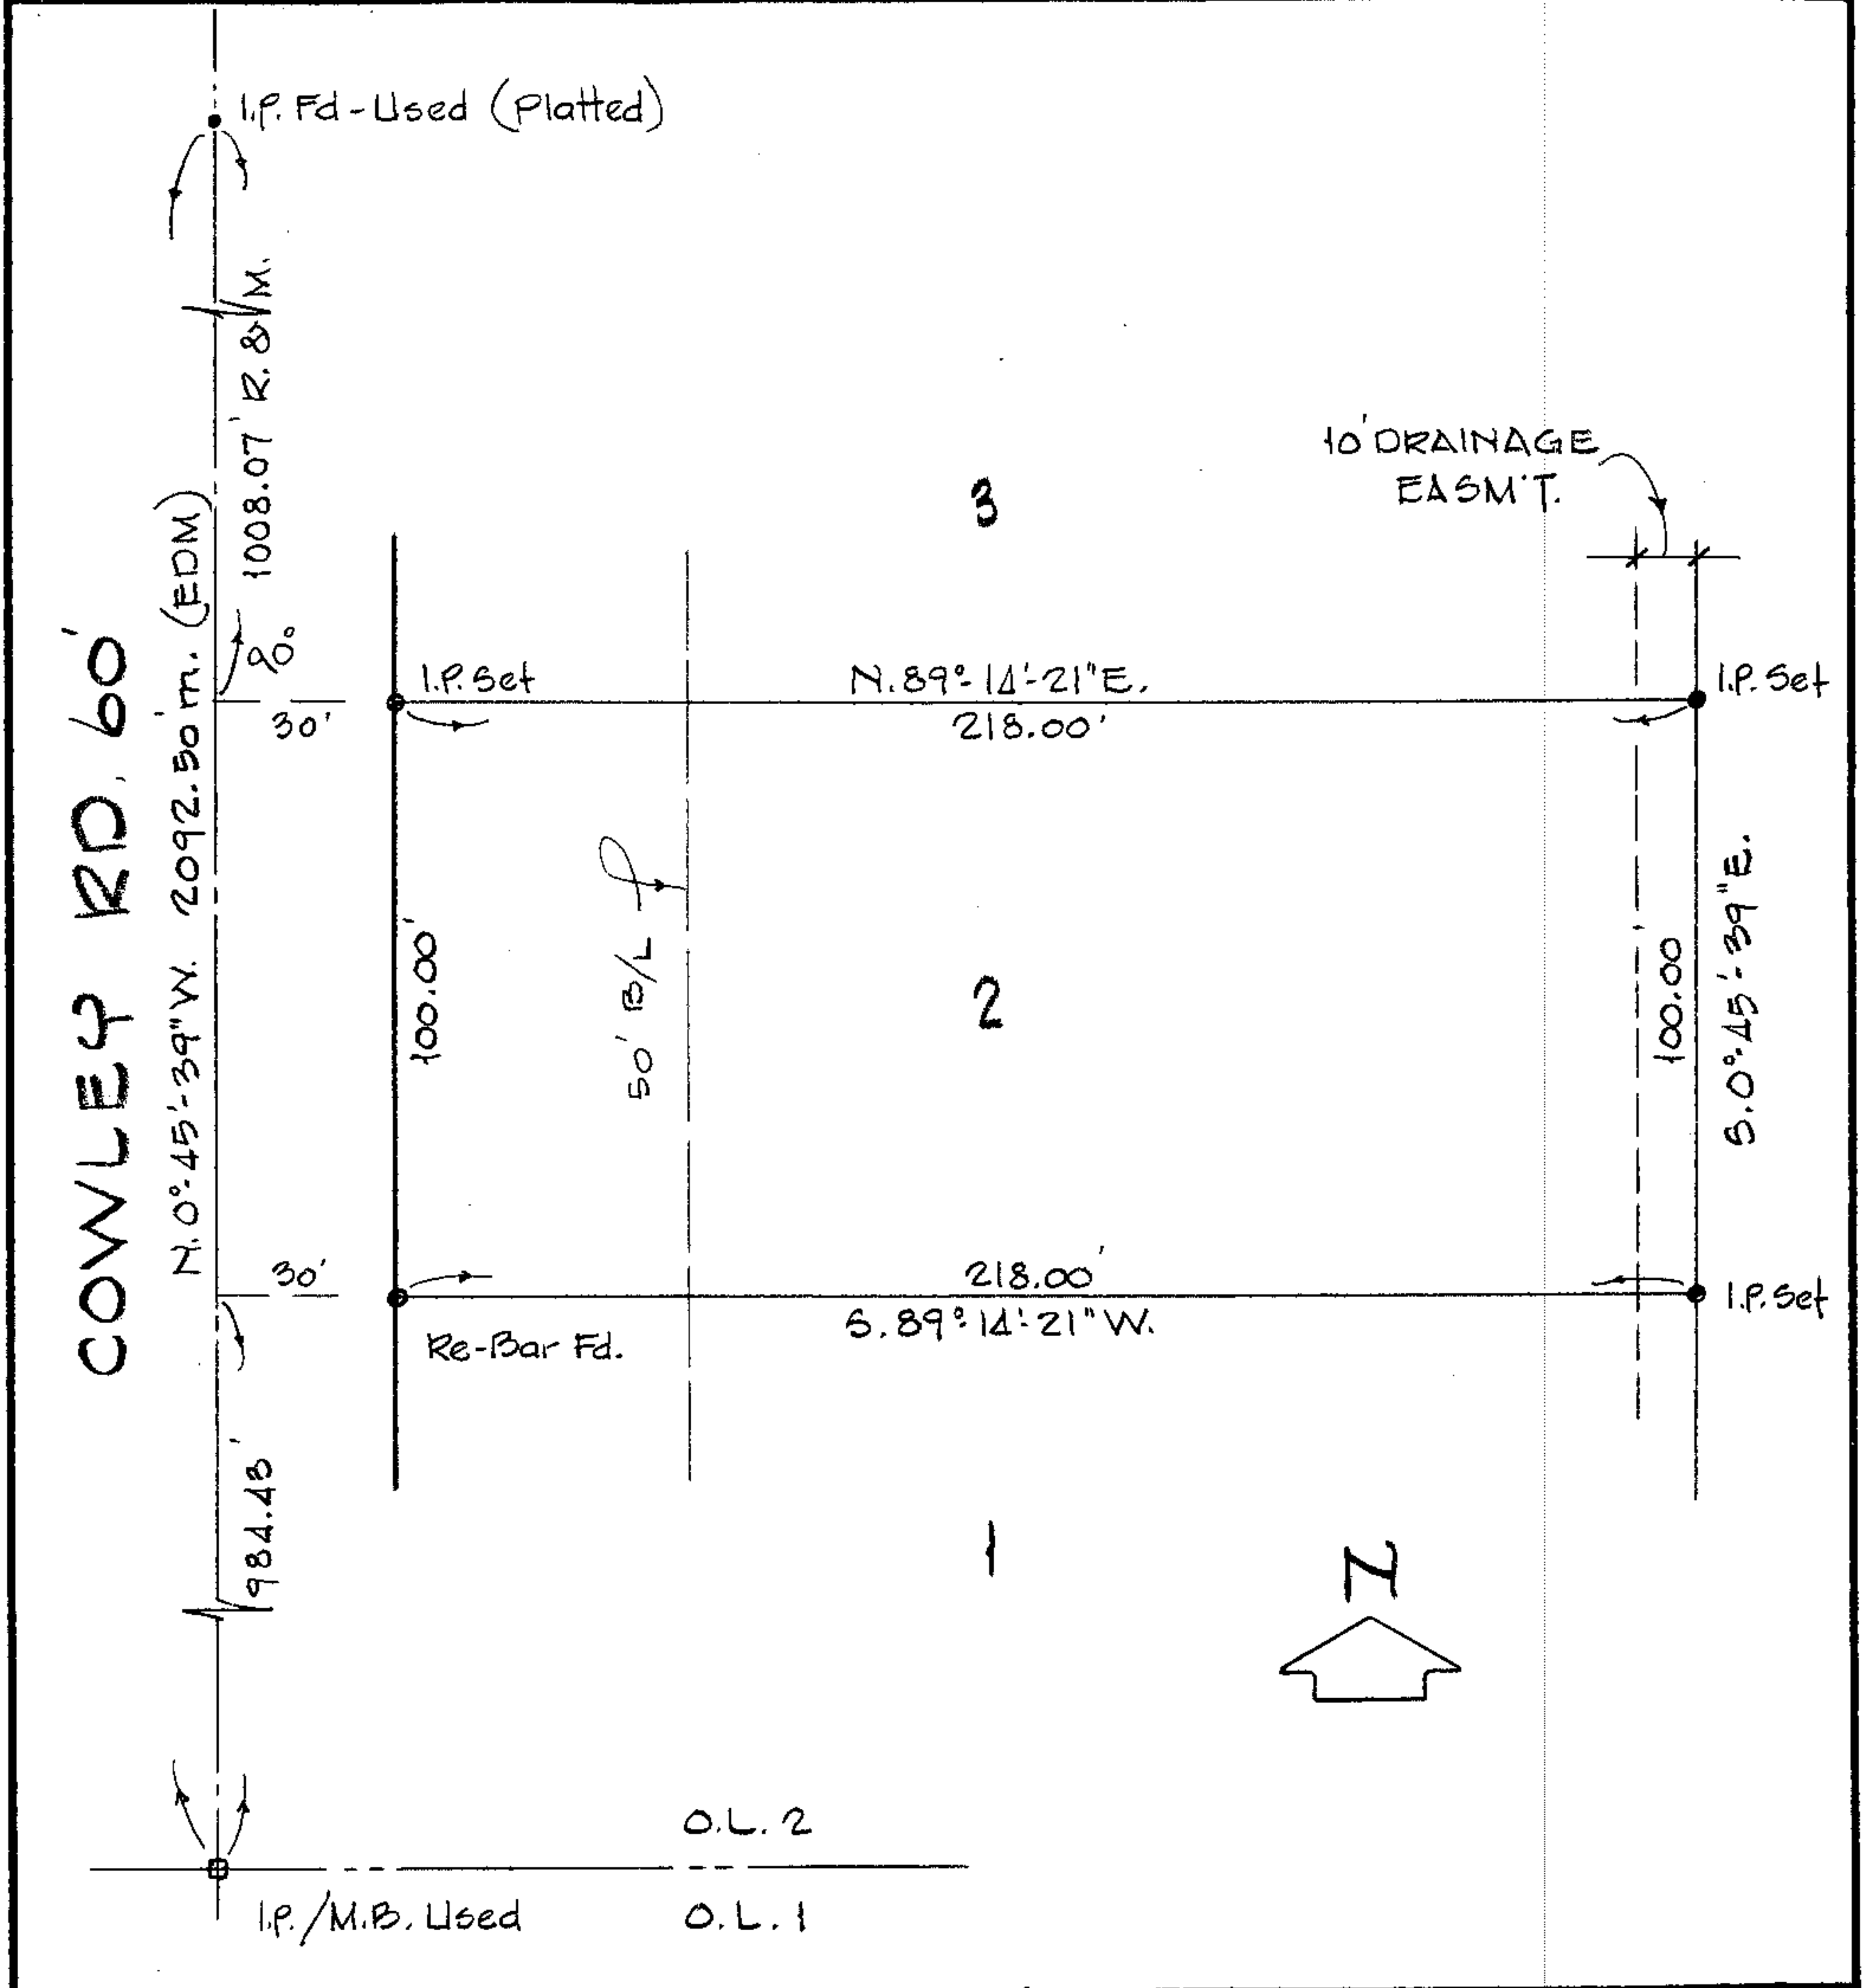 I.P. Fd-Used (Platted)
COWLEY RD. 60'
N. 0°-45'-39" W. 2092.50' m. (EDM)
1008.07' R. & M.
90°
3
10' DRAINAGE
EASM'T.
30'
I.P. Set
N. 89°-14'-21" E.
218.00'
I.P. Set
100.00'
50' B/L
2
100.00'
S. 0°-45'-39" E.
30'
Re-Bar Fd.
218.00'
S. 89°-14'-21" W.
I.P. Set
984.43'
1
N
O.L. 2
I.P./M.B. Used
O.L. 1